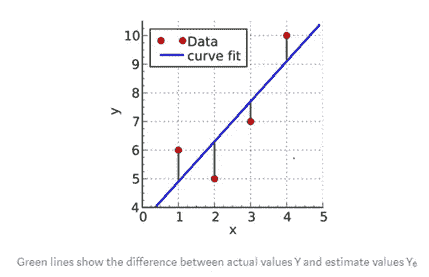 10
9
8
7
6
5
4
Data
curve fit
y
0 1 2 3 4 5
x
Green lines show the difference between actual values Y and estimate values Yₑ